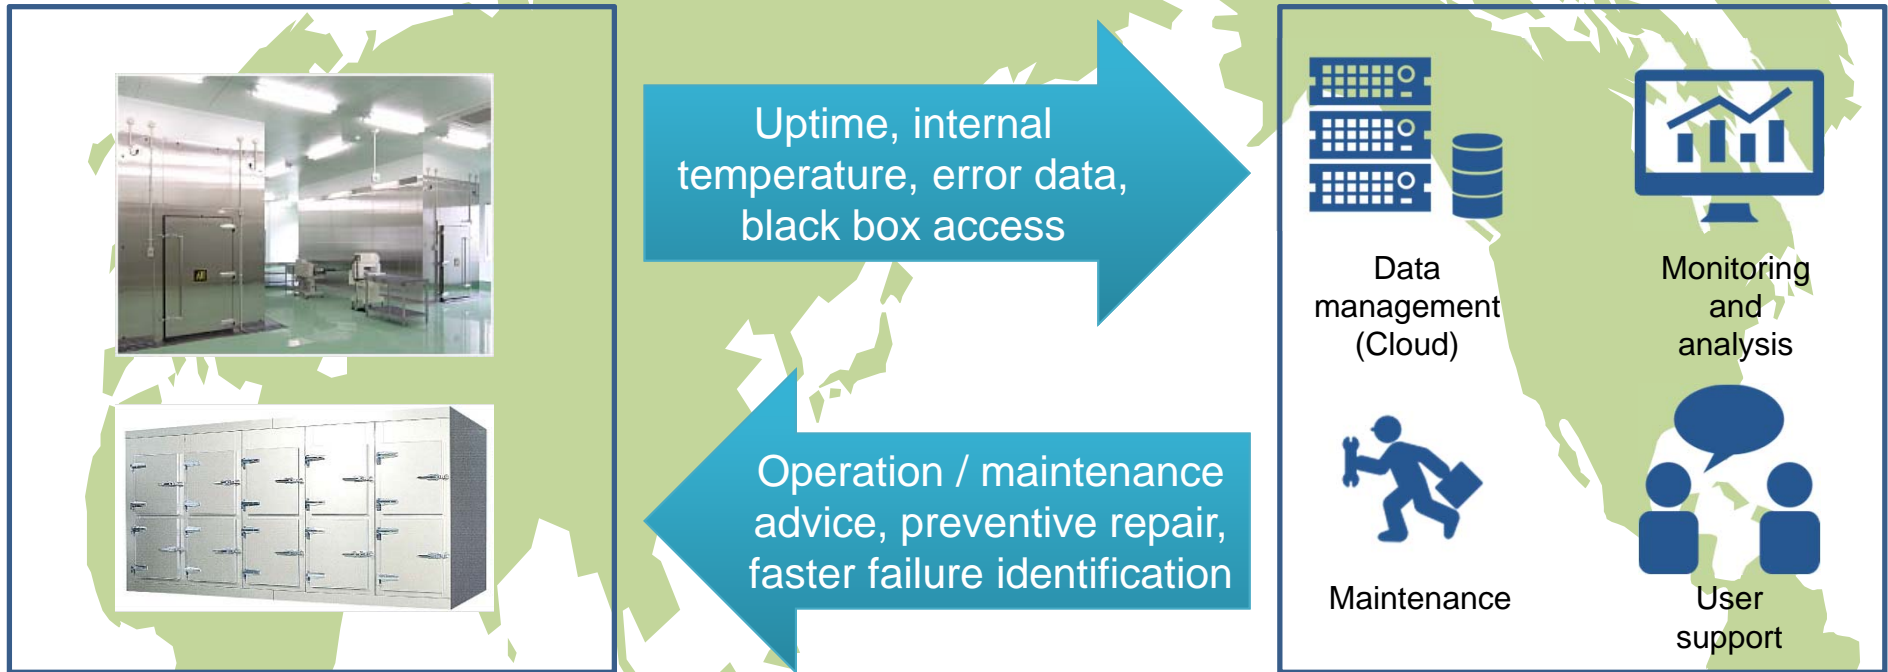 Uptime, internal
temperature, error data,
black box access
Data
management
(Cloud)
Monitoring
and
analysis
Operation / maintenance
advice, preventive repair,
faster failure identification
Maintenance
User
support